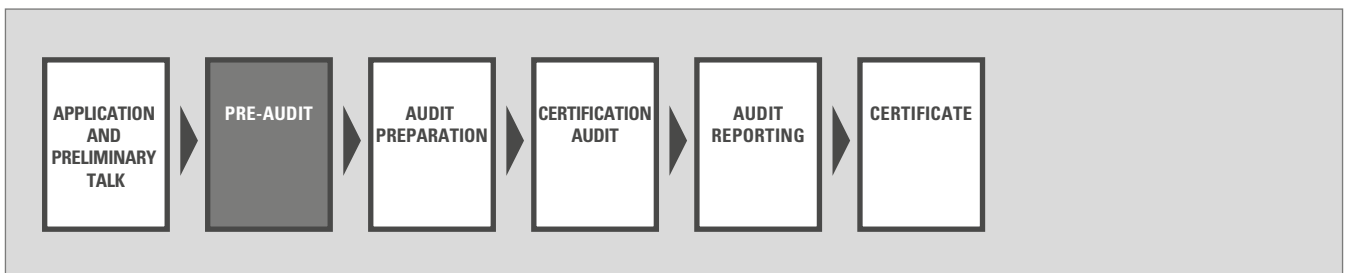 APPLICATION
AND
PRELIMINARY
TALK
PRE-AUDIT
AUDIT
PREPARATION
CERTIFICATION
AUDIT
AUDIT
REPORTING
CERTIFICATE